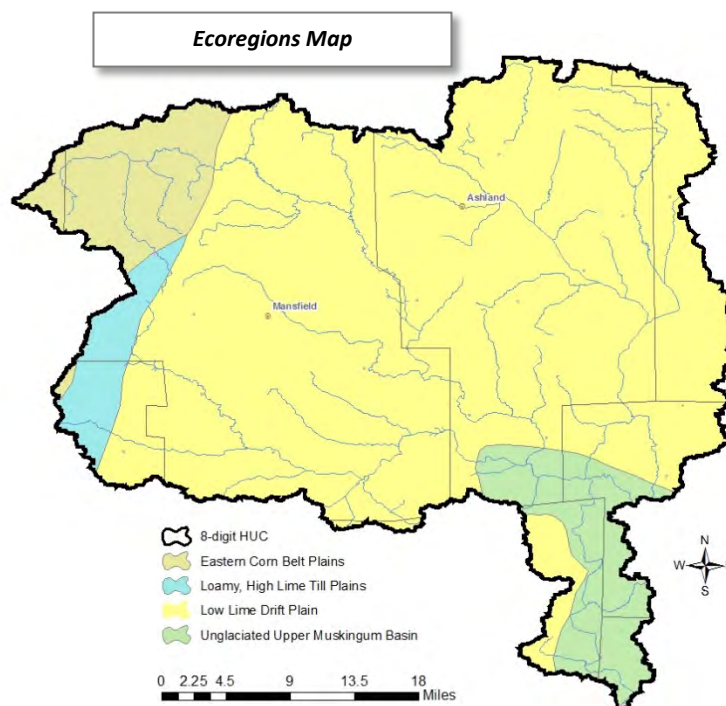 Ecoregions Map
Ashland
Mansfield
8-digit HUC
Eastern Corn Belt Plains
Loamy, High Lime Till Plains
Low Lime Drift Plain
Unglaciated Upper Muskingum Basin
N
W
S
0 2.25 4.5 9 13.5 18
Miles